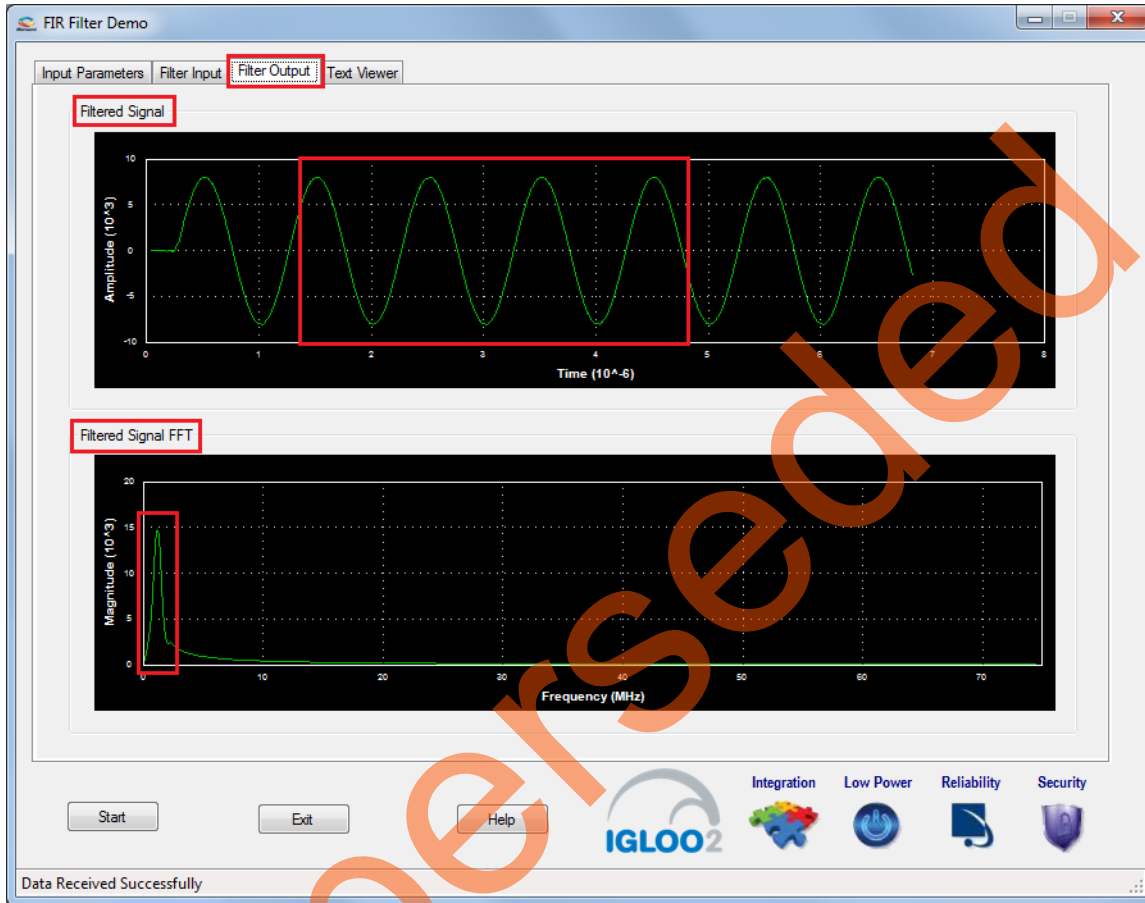 FIR Filter Demo
Input Parameters Filter Input Filter Output Text Viewer
Filtered Signal
10
5
0
-5
-10
Amplitude (10^3)
0 1 2 3 4 5 6 7 8
Time (10^-6)
Filtered Signal FFT
20
15
10
5
0
Magnitude (10^3)
0 10 20 30 40 50 60 70
Frequency (MHz)
Start Exit Help
IGLOO2
Integration Low Power Reliability Security
Data Received Successfully
erseded